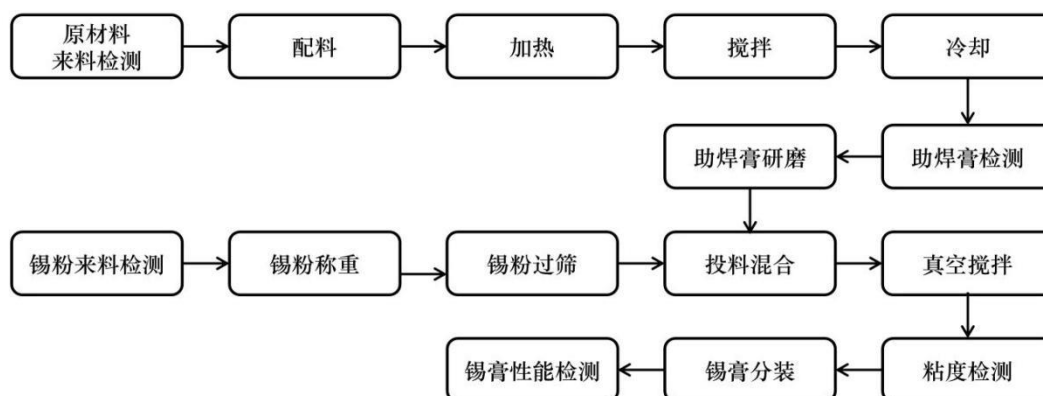 原材料
来料检测
配料
加热
搅拌
冷却
助焊膏研磨
助焊膏检测
锡粉来料检测
锡粉称重
锡粉过筛
投料混合
真空搅拌
锡膏性能检测
锡膏分装
粘度检测